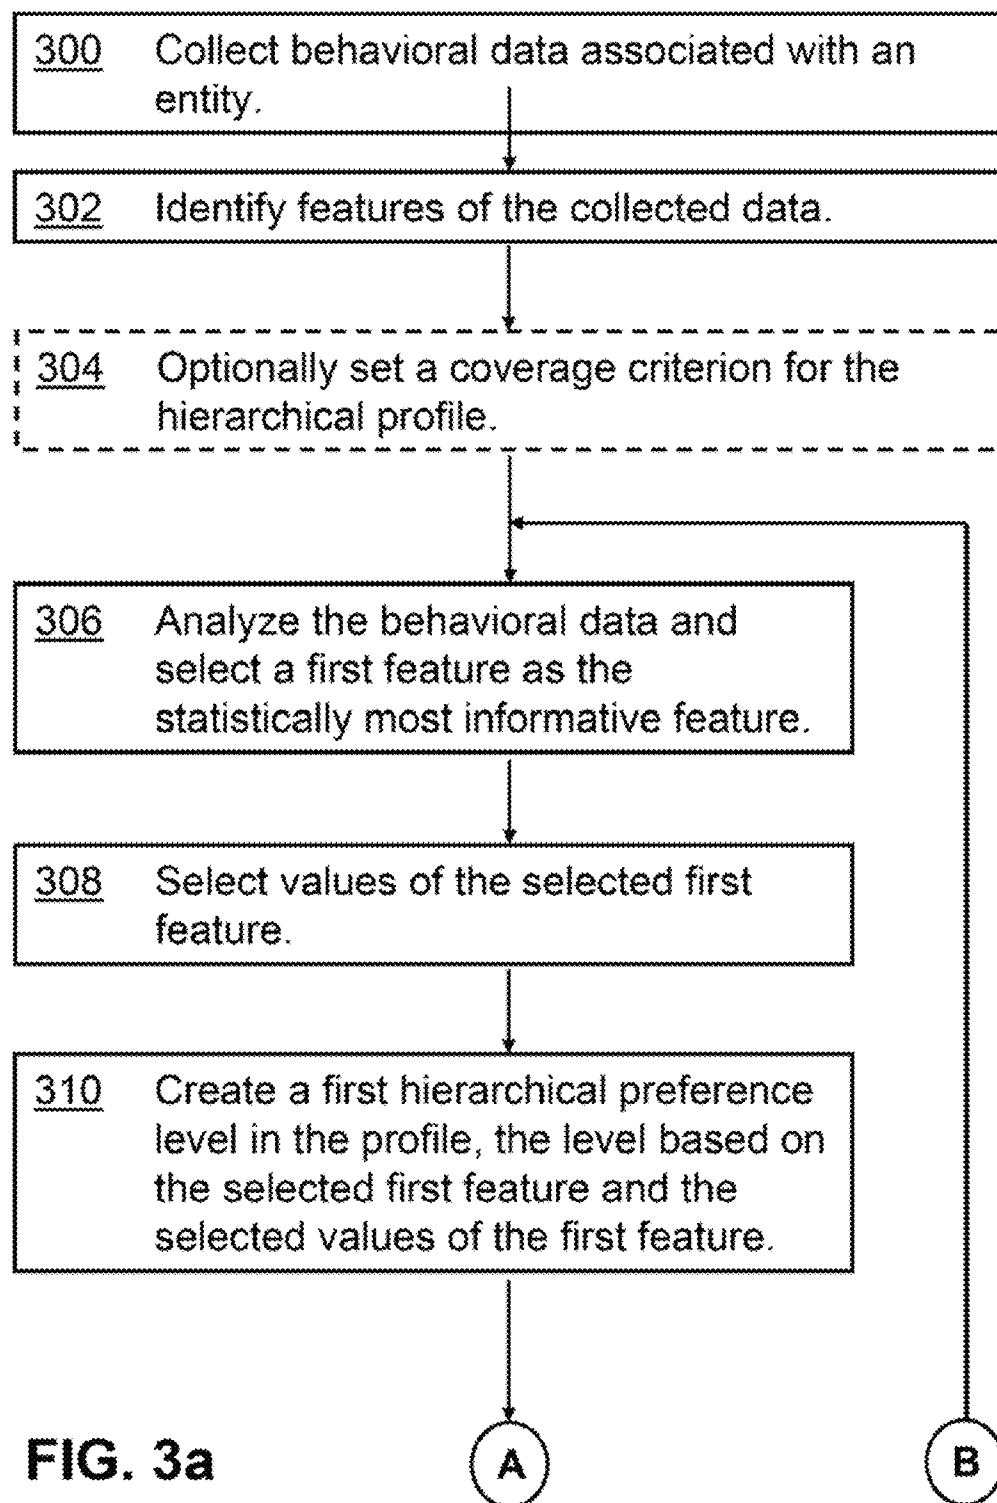 300 Collect behavioral data associated with an
entity.
302 Identify features of the collected data.
304 Optionally set a coverage criterion for the
hierarchical profile.
306 Analyze the behavioral data and
select a first feature as the
statistically most informative feature.
308 Select values of the selected first
feature.
310 Create a first hierarchical preference
level in the profile, the level based on
the selected first feature and the
selected values of the first feature.
FIG. 3a A B